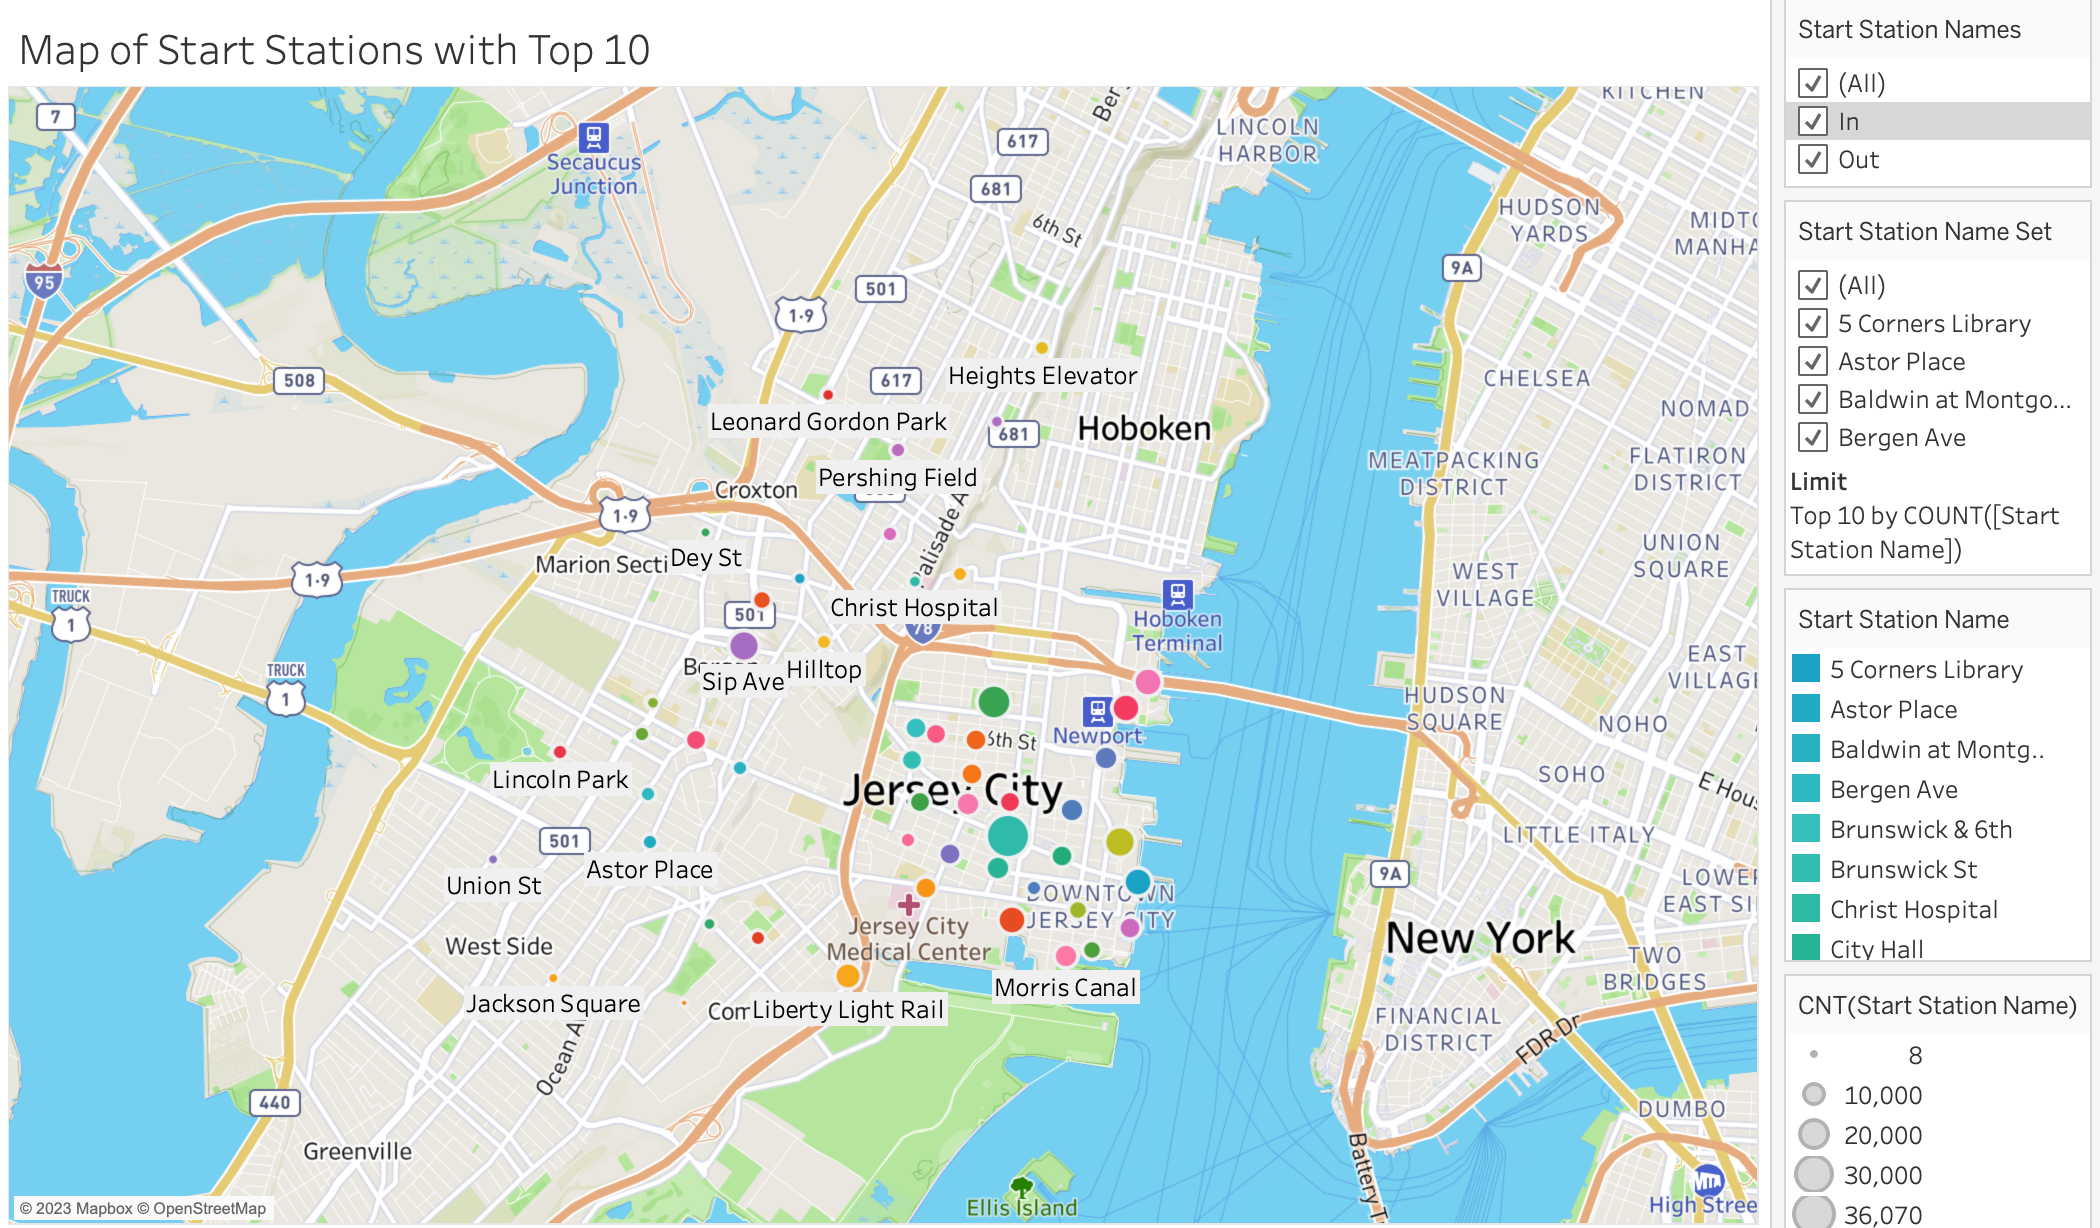 Map of Start Stations with Top 10
7
Secaucus
Junction
617
681
6th St
LINCOLN
HARBOR
KITCHEN
HUDSON
YARDS
9A
95
501
1·9
508
617
Heights Elevator
Leonard Gordon Park
681
Hoboken
CHELSEA
NOMAD
Pershing Field
MEATPACKING
DISTRICT
FLATIRON
DISTRICT
Croxton
1·9
Marion Secti
Dey St
1·9
TRUCK
1
501
Christ Hospital
78
Hoboken
Terminal
WEST
VILLAGE
UNION
SQUARE
TRUCK
1
Sip Ave
Hilltop
EAST
VILLAGE
HUDSON
SQUARE
NOHO
Newport
6th St
Lincoln Park
Jersey City
SOHO
E Hous
501
LITTLE ITALY
Union St
Astor Place
9A
DOWNTOWN
JERSEY CITY
LOWER
EAST SI
Jersey City
Medical Center
New York
West Side
TWO
BRIDGES
Jackson Square
Com
Liberty Light Rail
Morris Canal
FINANCIAL
DISTRICT
FDR Dr
440
DUMBO
Greenville
Ellis Island
High Stree
MTA
© 2023 Mapbox © OpenStreetMap
Start Station Names
(All)
In
Out
Start Station Name Set
(All)
5 Corners Library
Astor Place
Baldwin at Montgo...
Bergen Ave
Limit
Top 10 by COUNT([Start
Station Name])
Start Station Name
5 Corners Library
Astor Place
Baldwin at Montg..
Bergen Ave
Brunswick & 6th
Brunswick St
Christ Hospital
City Hall
CNT(Start Station Name)
8
10,000
20,000
30,000
36,070